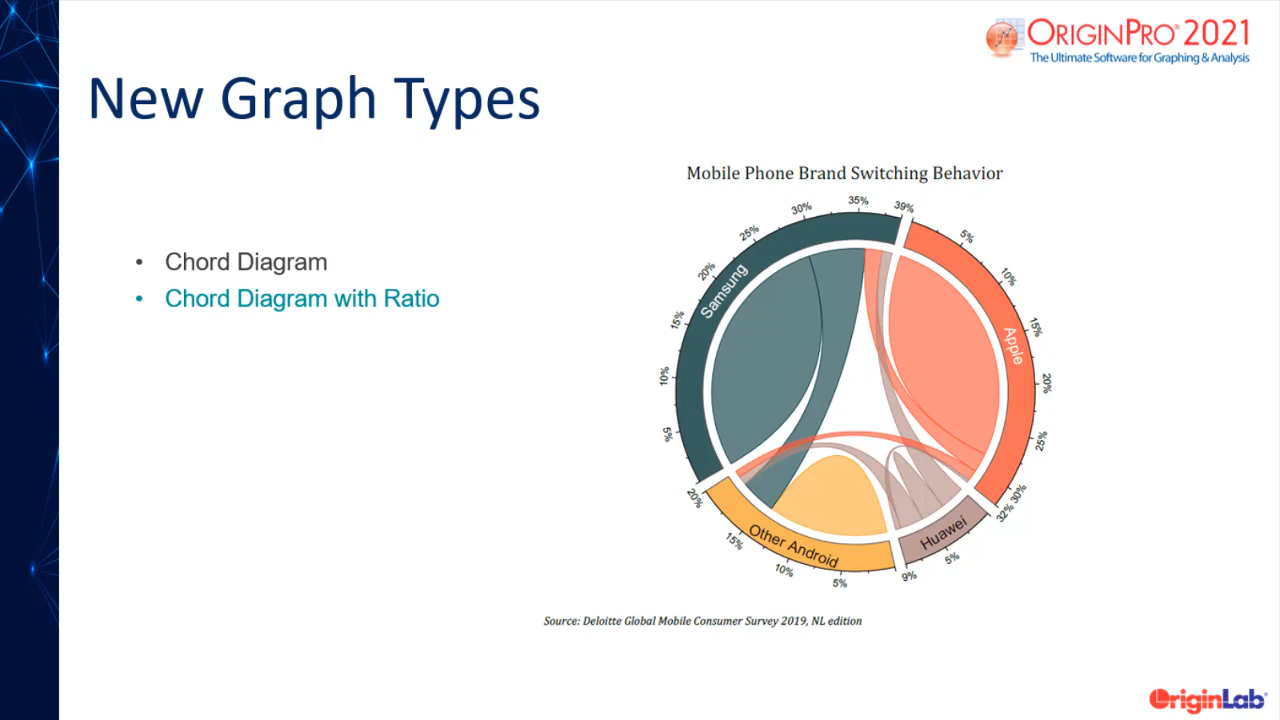 ORIGINPRO® 2021
The Ultimate Software for Graphing & Analysis
New Graph Types
• Chord Diagram
• Chord Diagram with Ratio
Mobile Phone Brand Switching Behavior
5%
10%
15%
20%
25%
30%
35%
39%
Samsung
5%
10%
15%
20%
25%
30%
32%
Apple
5%
9%
Huawei
5%
10%
15%
20%
Other Android
Source: Deloitte Global Mobile Consumer Survey 2019, NL edition
OriginLab®